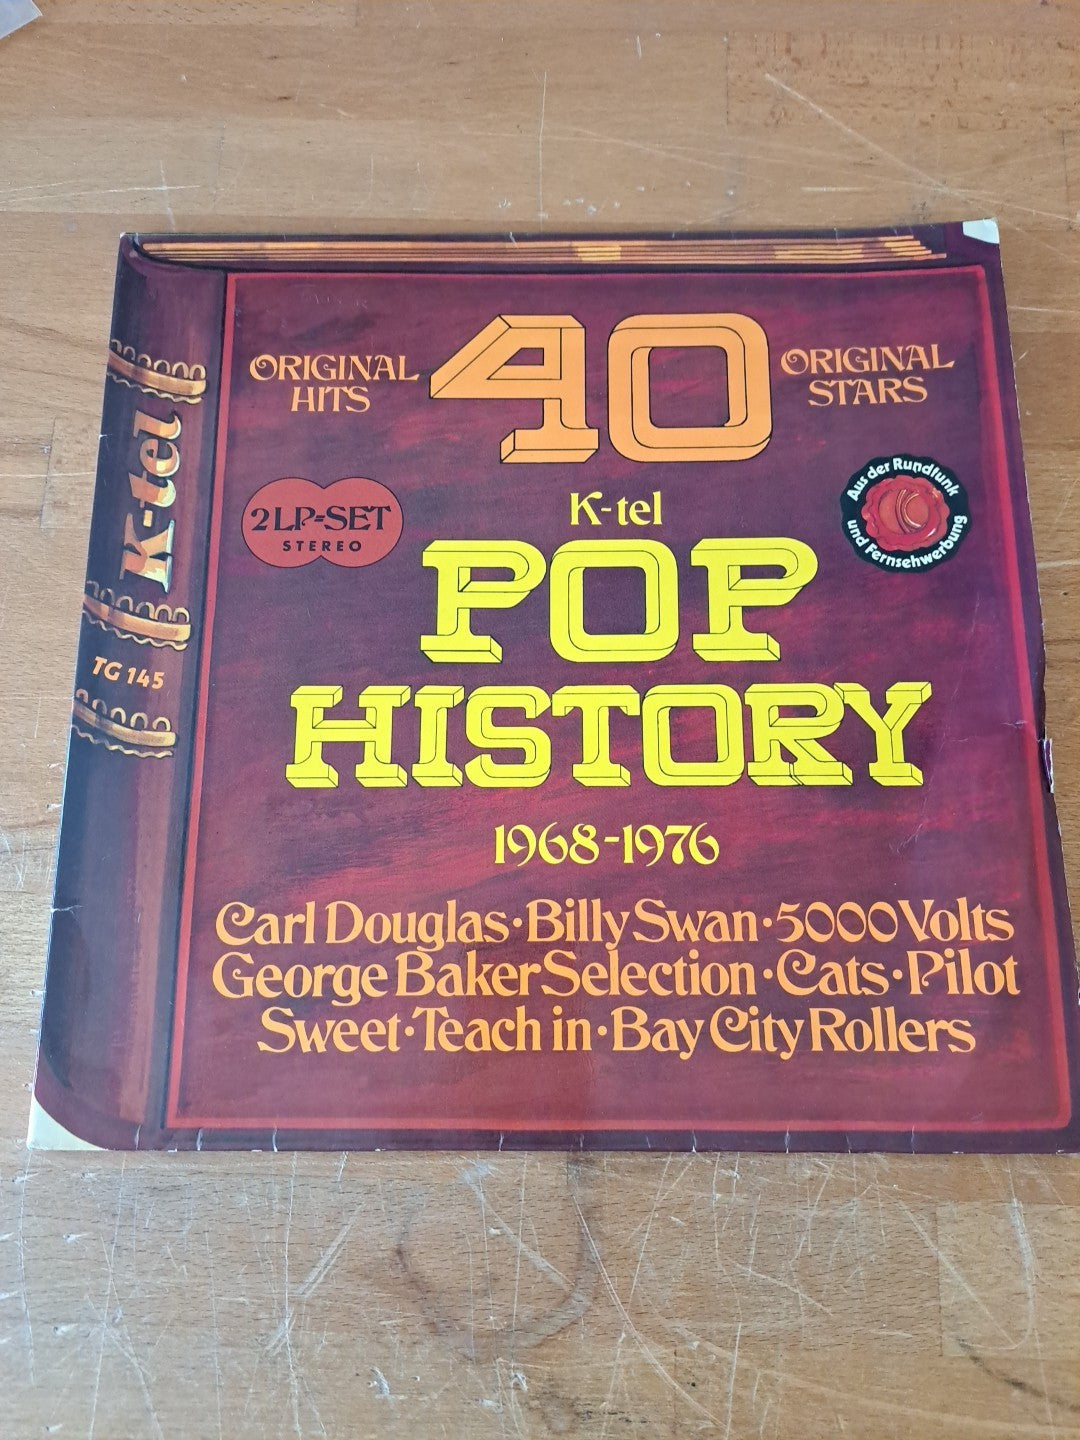 ORIGINAL
HITS
40
ORIGINAL
STARS
K-tel
2 LP-SET
STEREO
K-tel
Aus der Rundfunk
und Fernsehwerbung
POP
HISTORY
TG 145
1968-1976
Carl Douglas·Billy Swan·5000 Volts
George Baker Selection·Cats·Pilot
Sweet·Teach in·Bay City Rollers